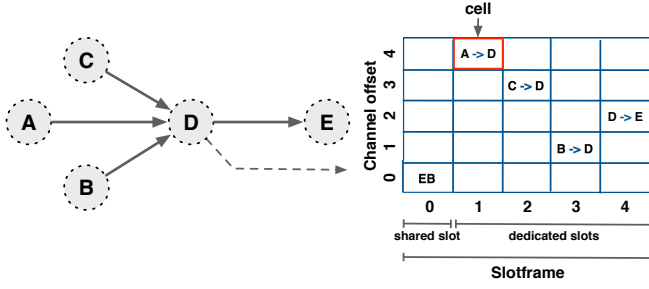 C
A
D
E
B
cell
Channel offset
4
A -> D
3
C -> D
2
D -> E
1
B -> D
0
EB
0 1 2 3 4
shared slot
dedicated slots
Slotframe